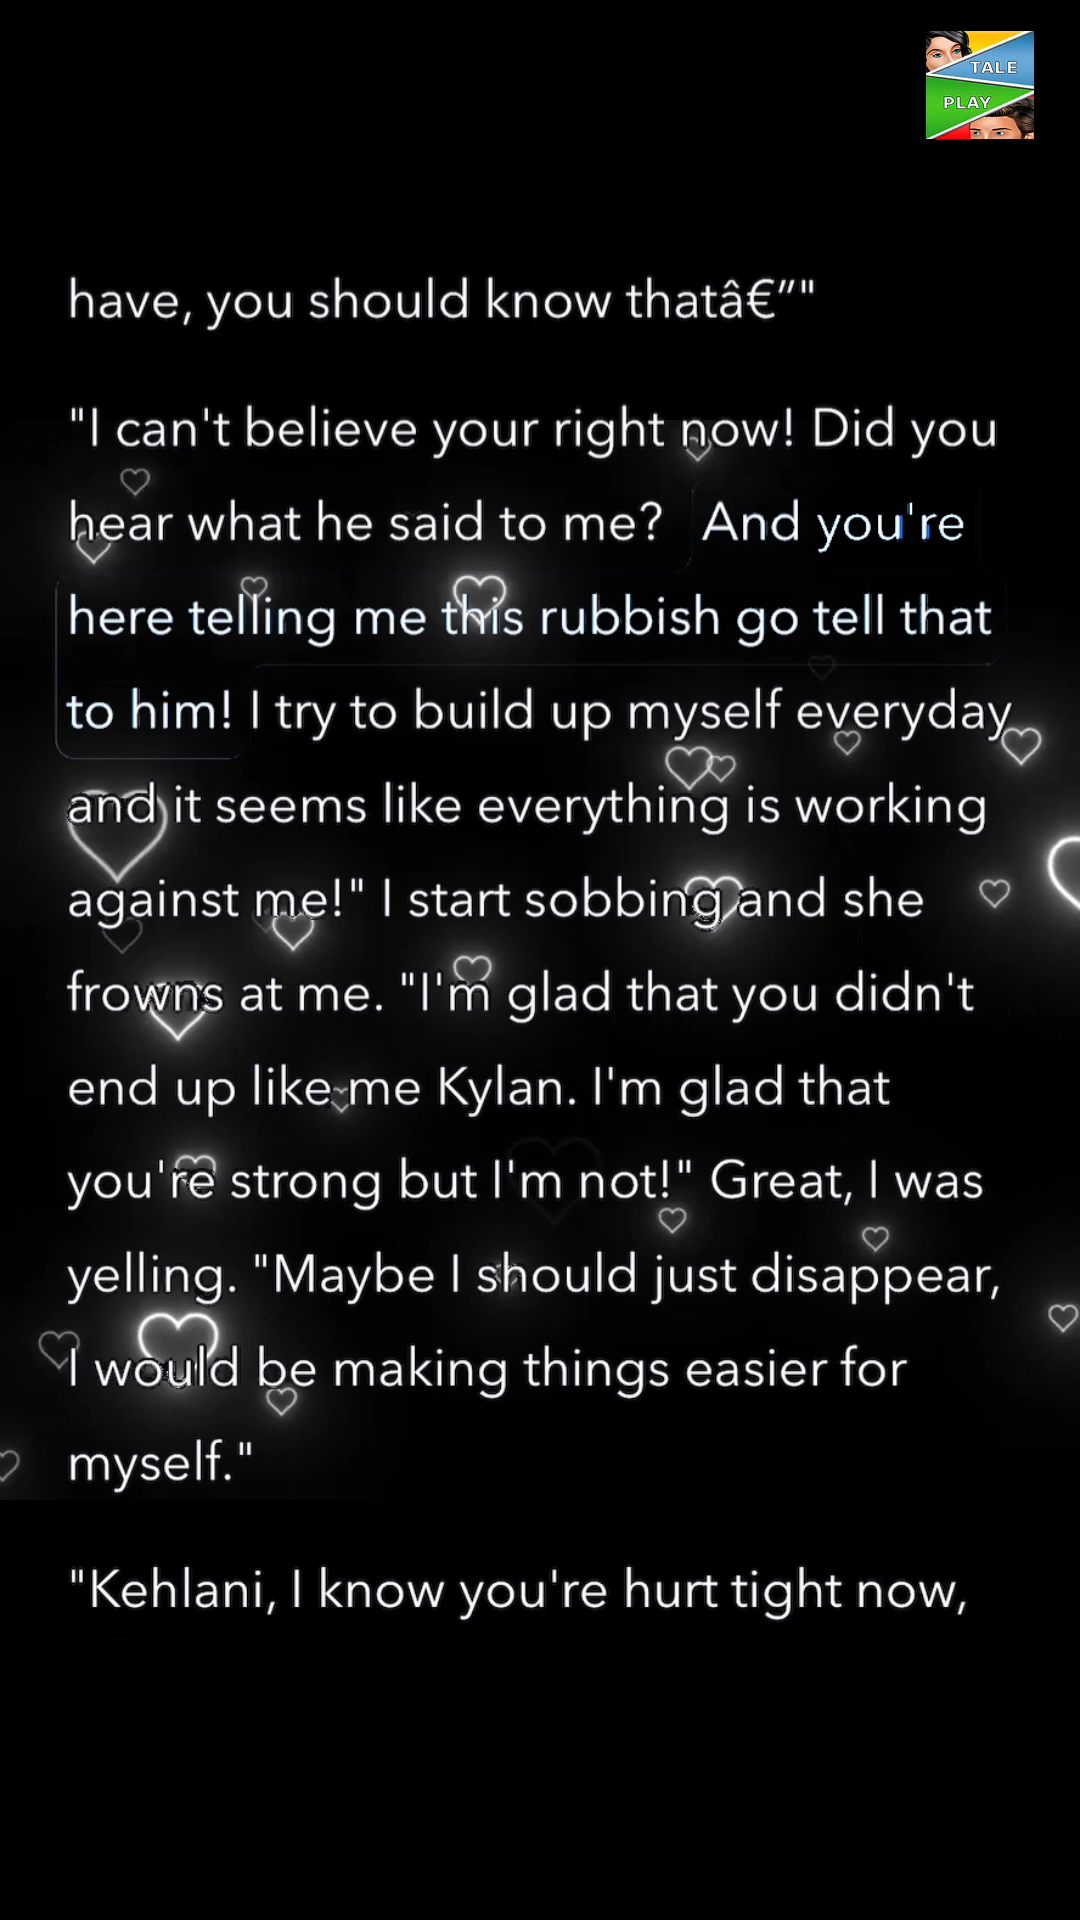 TALE
PLAY
have, you should know thatâ€”"
"I can't believe your right now! Did you
hear what he said to me? And you're
here telling me this rubbish go tell that
to him! I try to build up myself everyday
and it seems like everything is working
against me!" I start sobbing and she
frowns at me. "I'm glad that you didn't
end up like me Kylan. I'm glad that
you're strong but I'm not!" Great, I was
yelling. "Maybe I should just disappear,
I would be making things easier for
myself."
"Kehlani, I know you're hurt tight now,